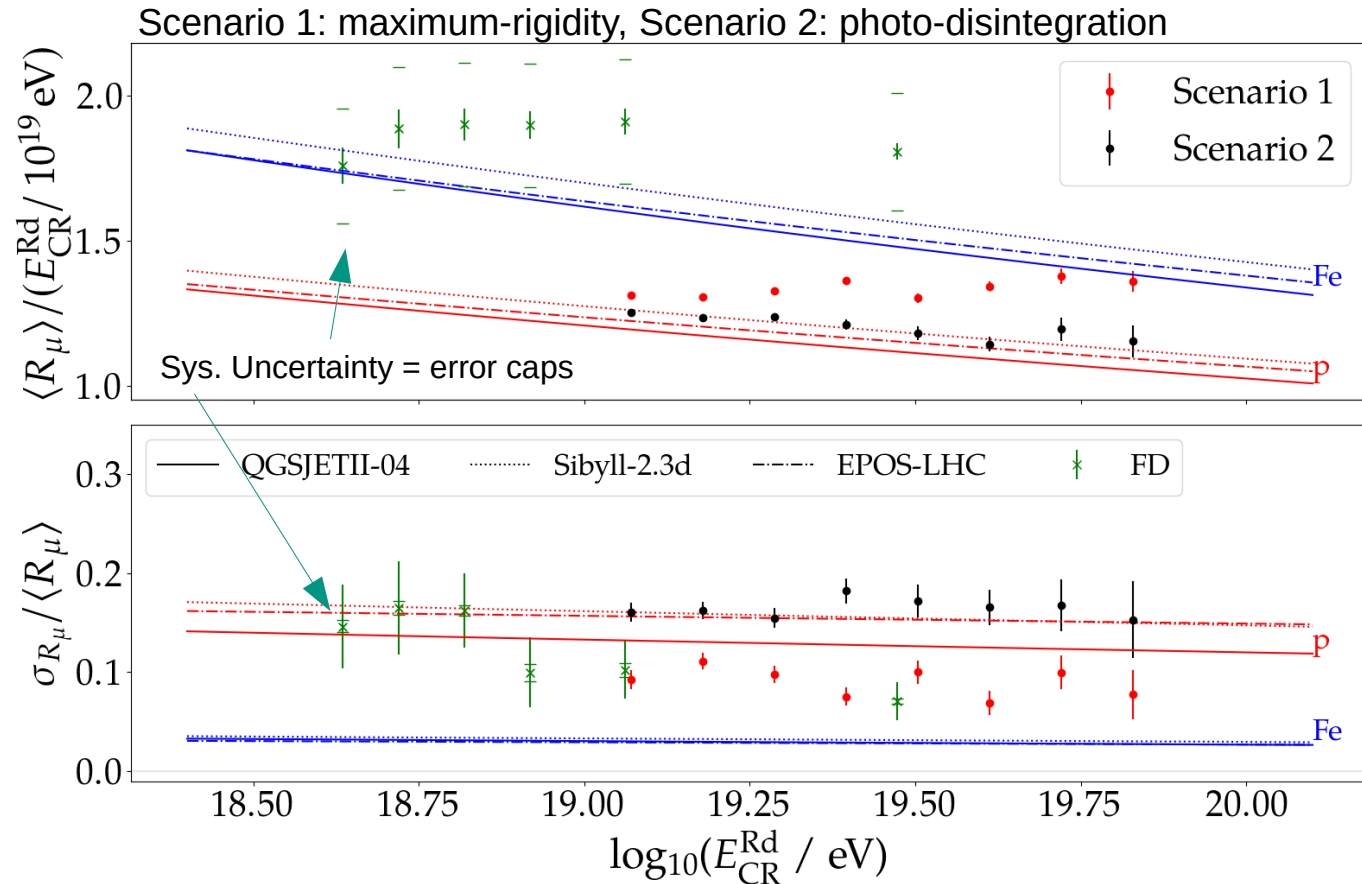 Scenario 1: maximum-rigidity, Scenario 2: photo-disintegration
⟨R_μ⟩/(E_CR^Rd / 10^19 eV)
2.0
1.5
1.0
Scenario 1
Scenario 2
Fe
p
Sys. Uncertainty = error caps
σ_R_μ/⟨R_μ⟩
0.3
0.2
0.1
0.0
QGSJETII-04 Sibyll-2.3d EPOS-LHC FD
p
Fe
18.50 18.75 19.00 19.25 19.50 19.75 20.00
log_10(E_CR^Rd / eV)